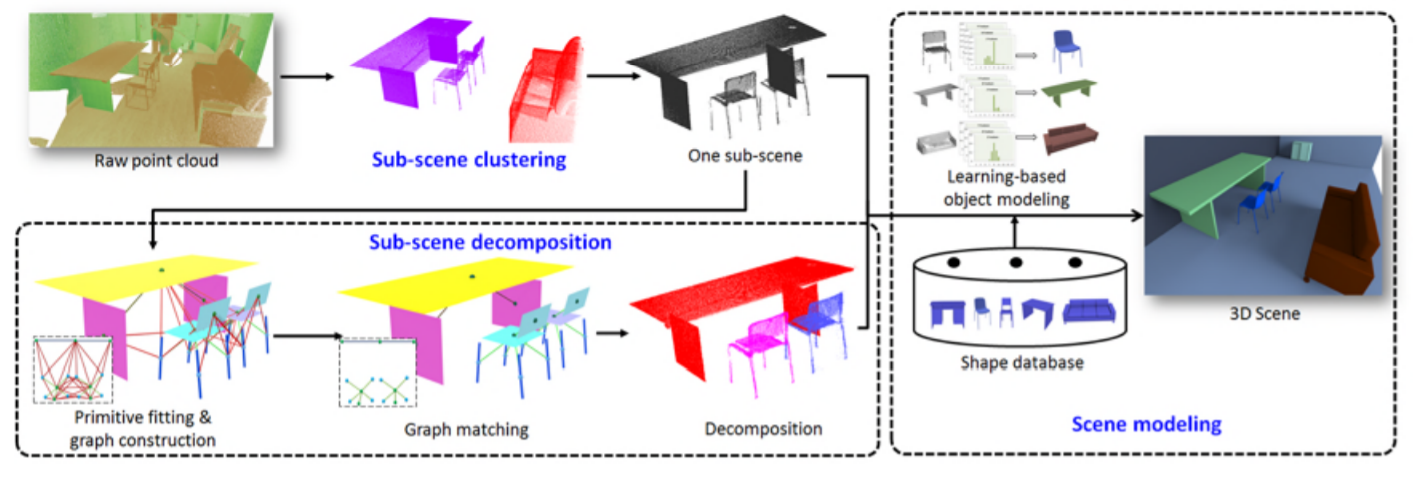 Raw point cloud
Sub-scene clustering
One sub-scene
Learning-based
object modeling
Sub-scene decomposition
3D Scene
Shape database
Primitive fitting &
graph construction
Graph matching
Decomposition
Scene modeling